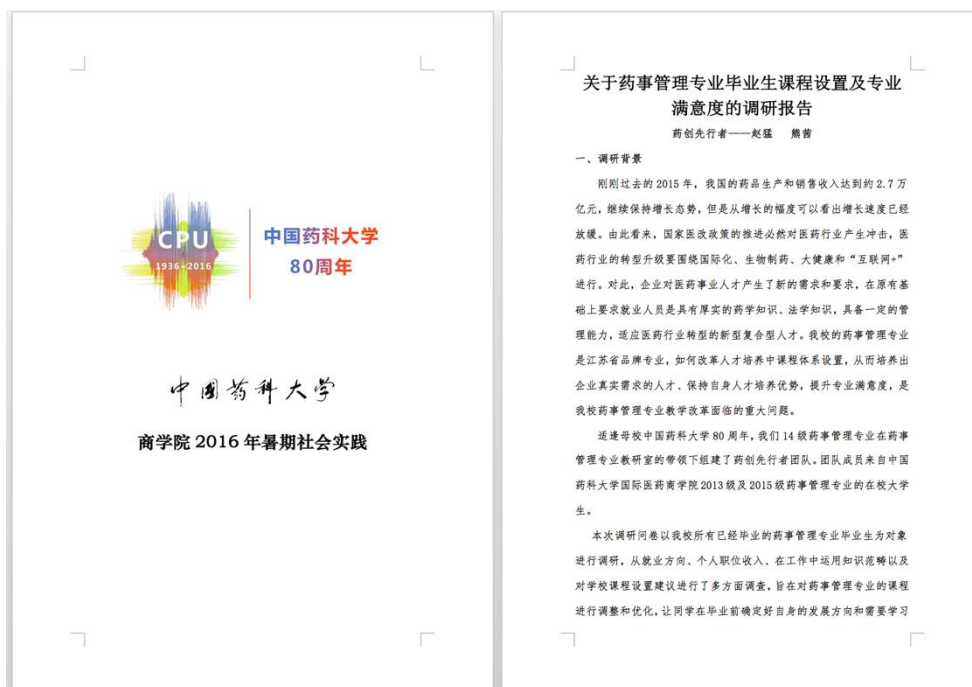 CPU
1936-2016
中国药科大学
80周年
中国药科大学
商学院 2016 年暑期社会实践
关于药事管理专业毕业生课程设置及专业
满意度的调研报告
药创先行者——赵猛 熊茜
一、调研背景
刚刚过去的 2015 年，我国的药品生产和销售收入达到约 2.7 万
亿元，继续保持增长态势，但是从增长的幅度可以看出增长速度已经
放缓。由此看来，国家医改政策的推进必然对医药行业产生冲击，医
药行业的转型升级要围绕国际化、生物制药、大健康和“互联网+”
进行。对此，企业对医药事业人才产生了新的需求和要求，在原有基
础上要求就业人员是具有厚实的药学知识、法学知识，具备一定的管
理能力，适应医药行业转型的新型复合型人才。我校的药事管理专业
是江苏省品牌专业，如何改革人才培养中课程体系设置，从而培养出
企业真实需求的人才、保持自身人才培养优势，提升专业满意度，是
我校药事管理专业教学改革面临的重大问题。
适逢母校中国药科大学 80 周年，我们 14 级药事管理专业在药事
管理专业教研室的带领下组建了药创先行者团队。团队成员来自中国
药科大学国际医药商学院 2013 级及 2015 级药事管理专业的在校大学
生。
本次调研问卷以我校所有已经毕业的药事管理专业毕业生为对象
进行调研，从就业方向、个人职位收入、在工作中运用知识范畴以及
对学校课程设置建议进行了多方面调查，旨在对药事管理专业的课程
进行调整和优化，让同学在毕业前确定好自身的发展方向和需要学习